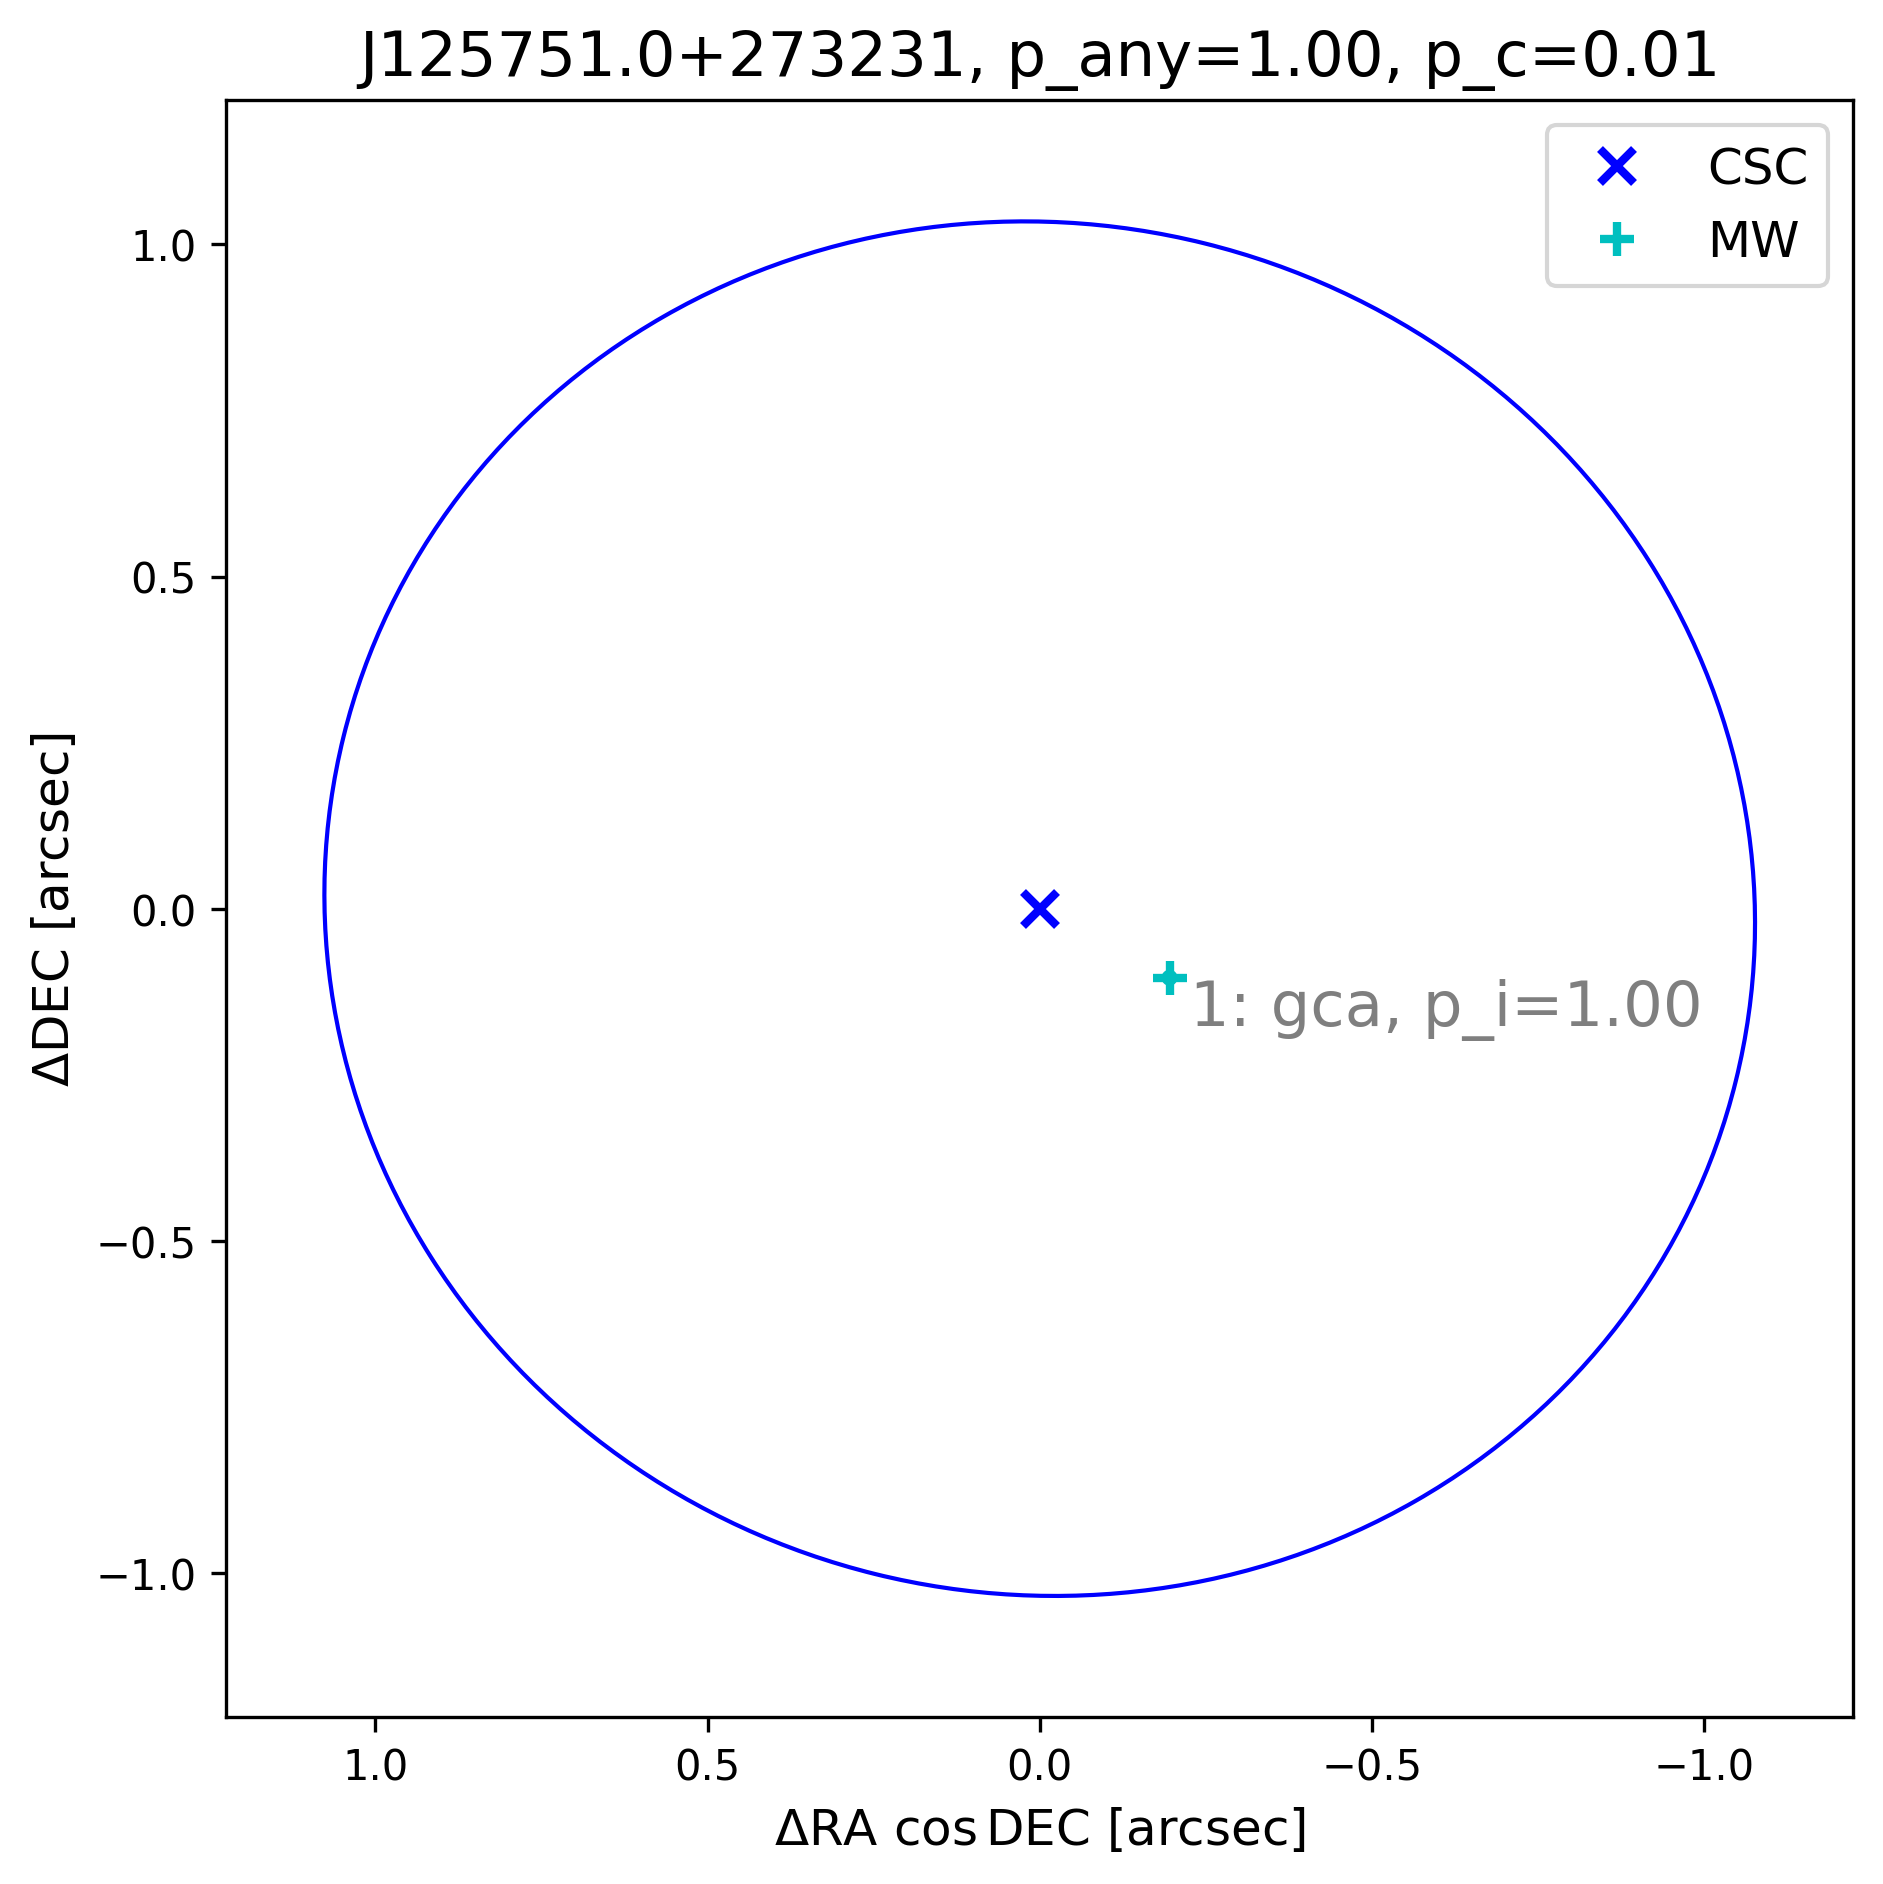 J125751.0+273231, p_any=1.00, p_c=0.01
CSC
MW
1.0
0.5
0.0
−0.5
−1.0
ΔDEC [arcsec]
1: gca, p_i=1.00
1.0
0.5
0.0
−0.5
−1.0
ΔRA cos DEC [arcsec]